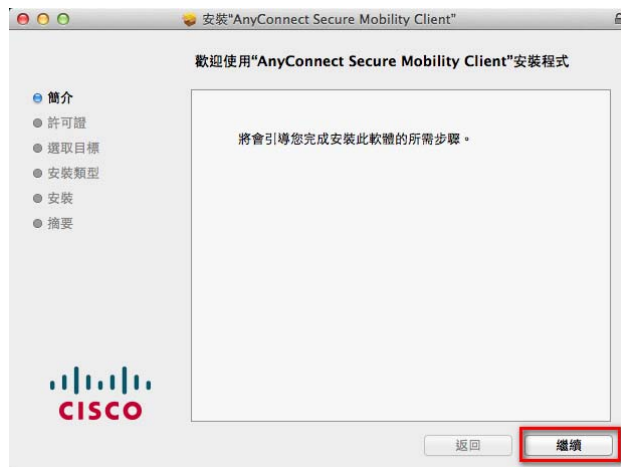 安裝"AnyConnect Secure Mobility Client"
歡迎使用"AnyConnect Secure Mobility Client"安裝程式
簡介
許可證
選取目標
安裝類型
安裝
摘要
將會引導您完成安裝此軟體的所需步驟。
CISCO
返回
繼續